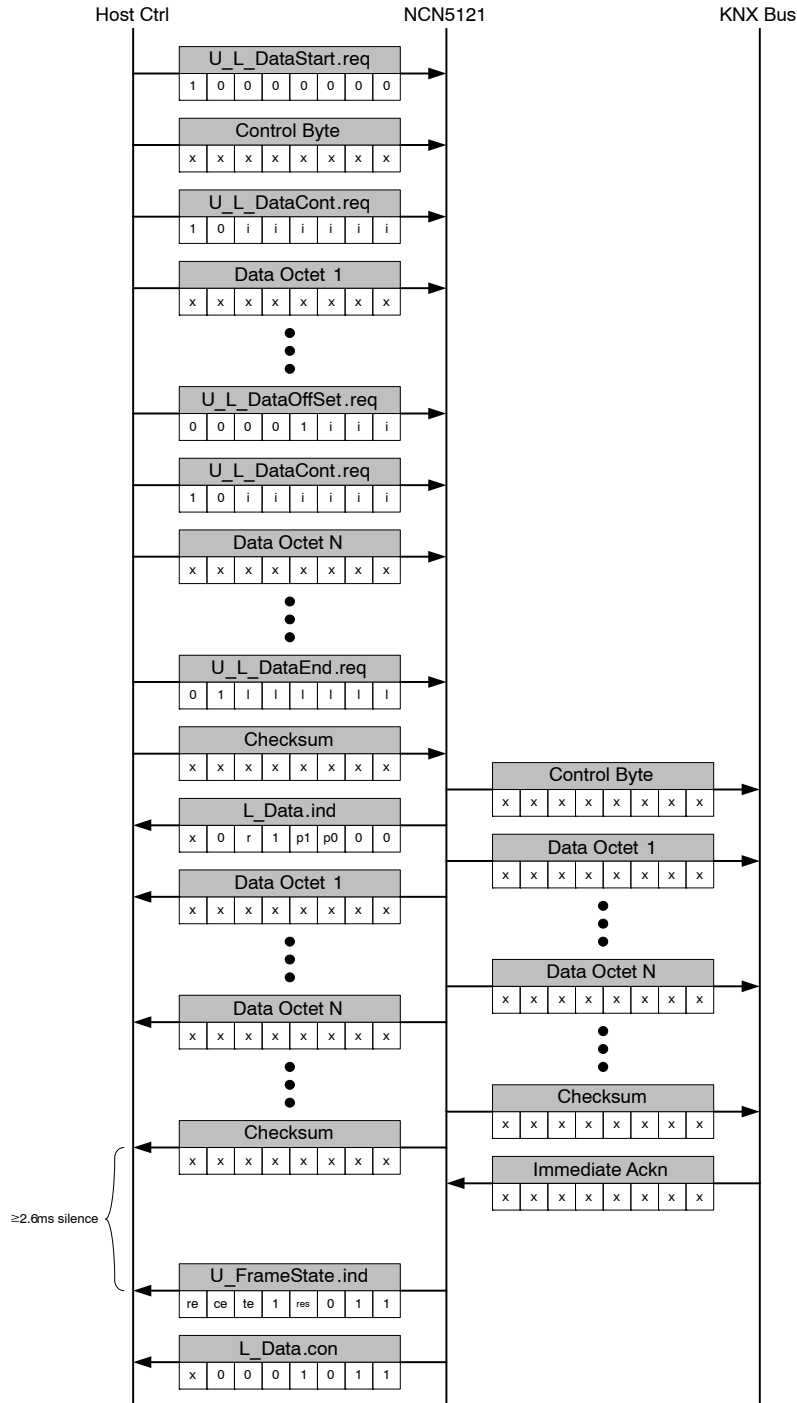 Host Ctrl NCN5121 KNX Bus
U_L_DataStart.req
1 0 0 0 0 0 0 0
Control Byte
x x x x x x x x
U_L_DataCont.req
1 0 i i i i i i
Data Octet 1
x x x x x x x x
U_L_DataOffSet.req
0 0 0 0 1 i i i
U_L_DataCont.req
1 0 i i i i i i
Data Octet N
x x x x x x x x
U_L_DataEnd.req
0 1 l l l l l l
Checksum
x x x x x x x x
Control Byte
x x x x x x x x
L_Data.ind
x 0 r 1 p1 p0 0 0
Data Octet 1
x x x x x x x x
Data Octet 1
x x x x x x x x
Data Octet N
x x x x x x x x
Data Octet N
x x x x x x x x
Checksum
x x x x x x x x
Checksum
x x x x x x x x
Immediate Ackn
x x x x x x x x
≥2.6ms silence
U_FrameState.ind
re ce te 1 res 0 1 1
L_Data.con
x 0 0 0 1 0 1 1